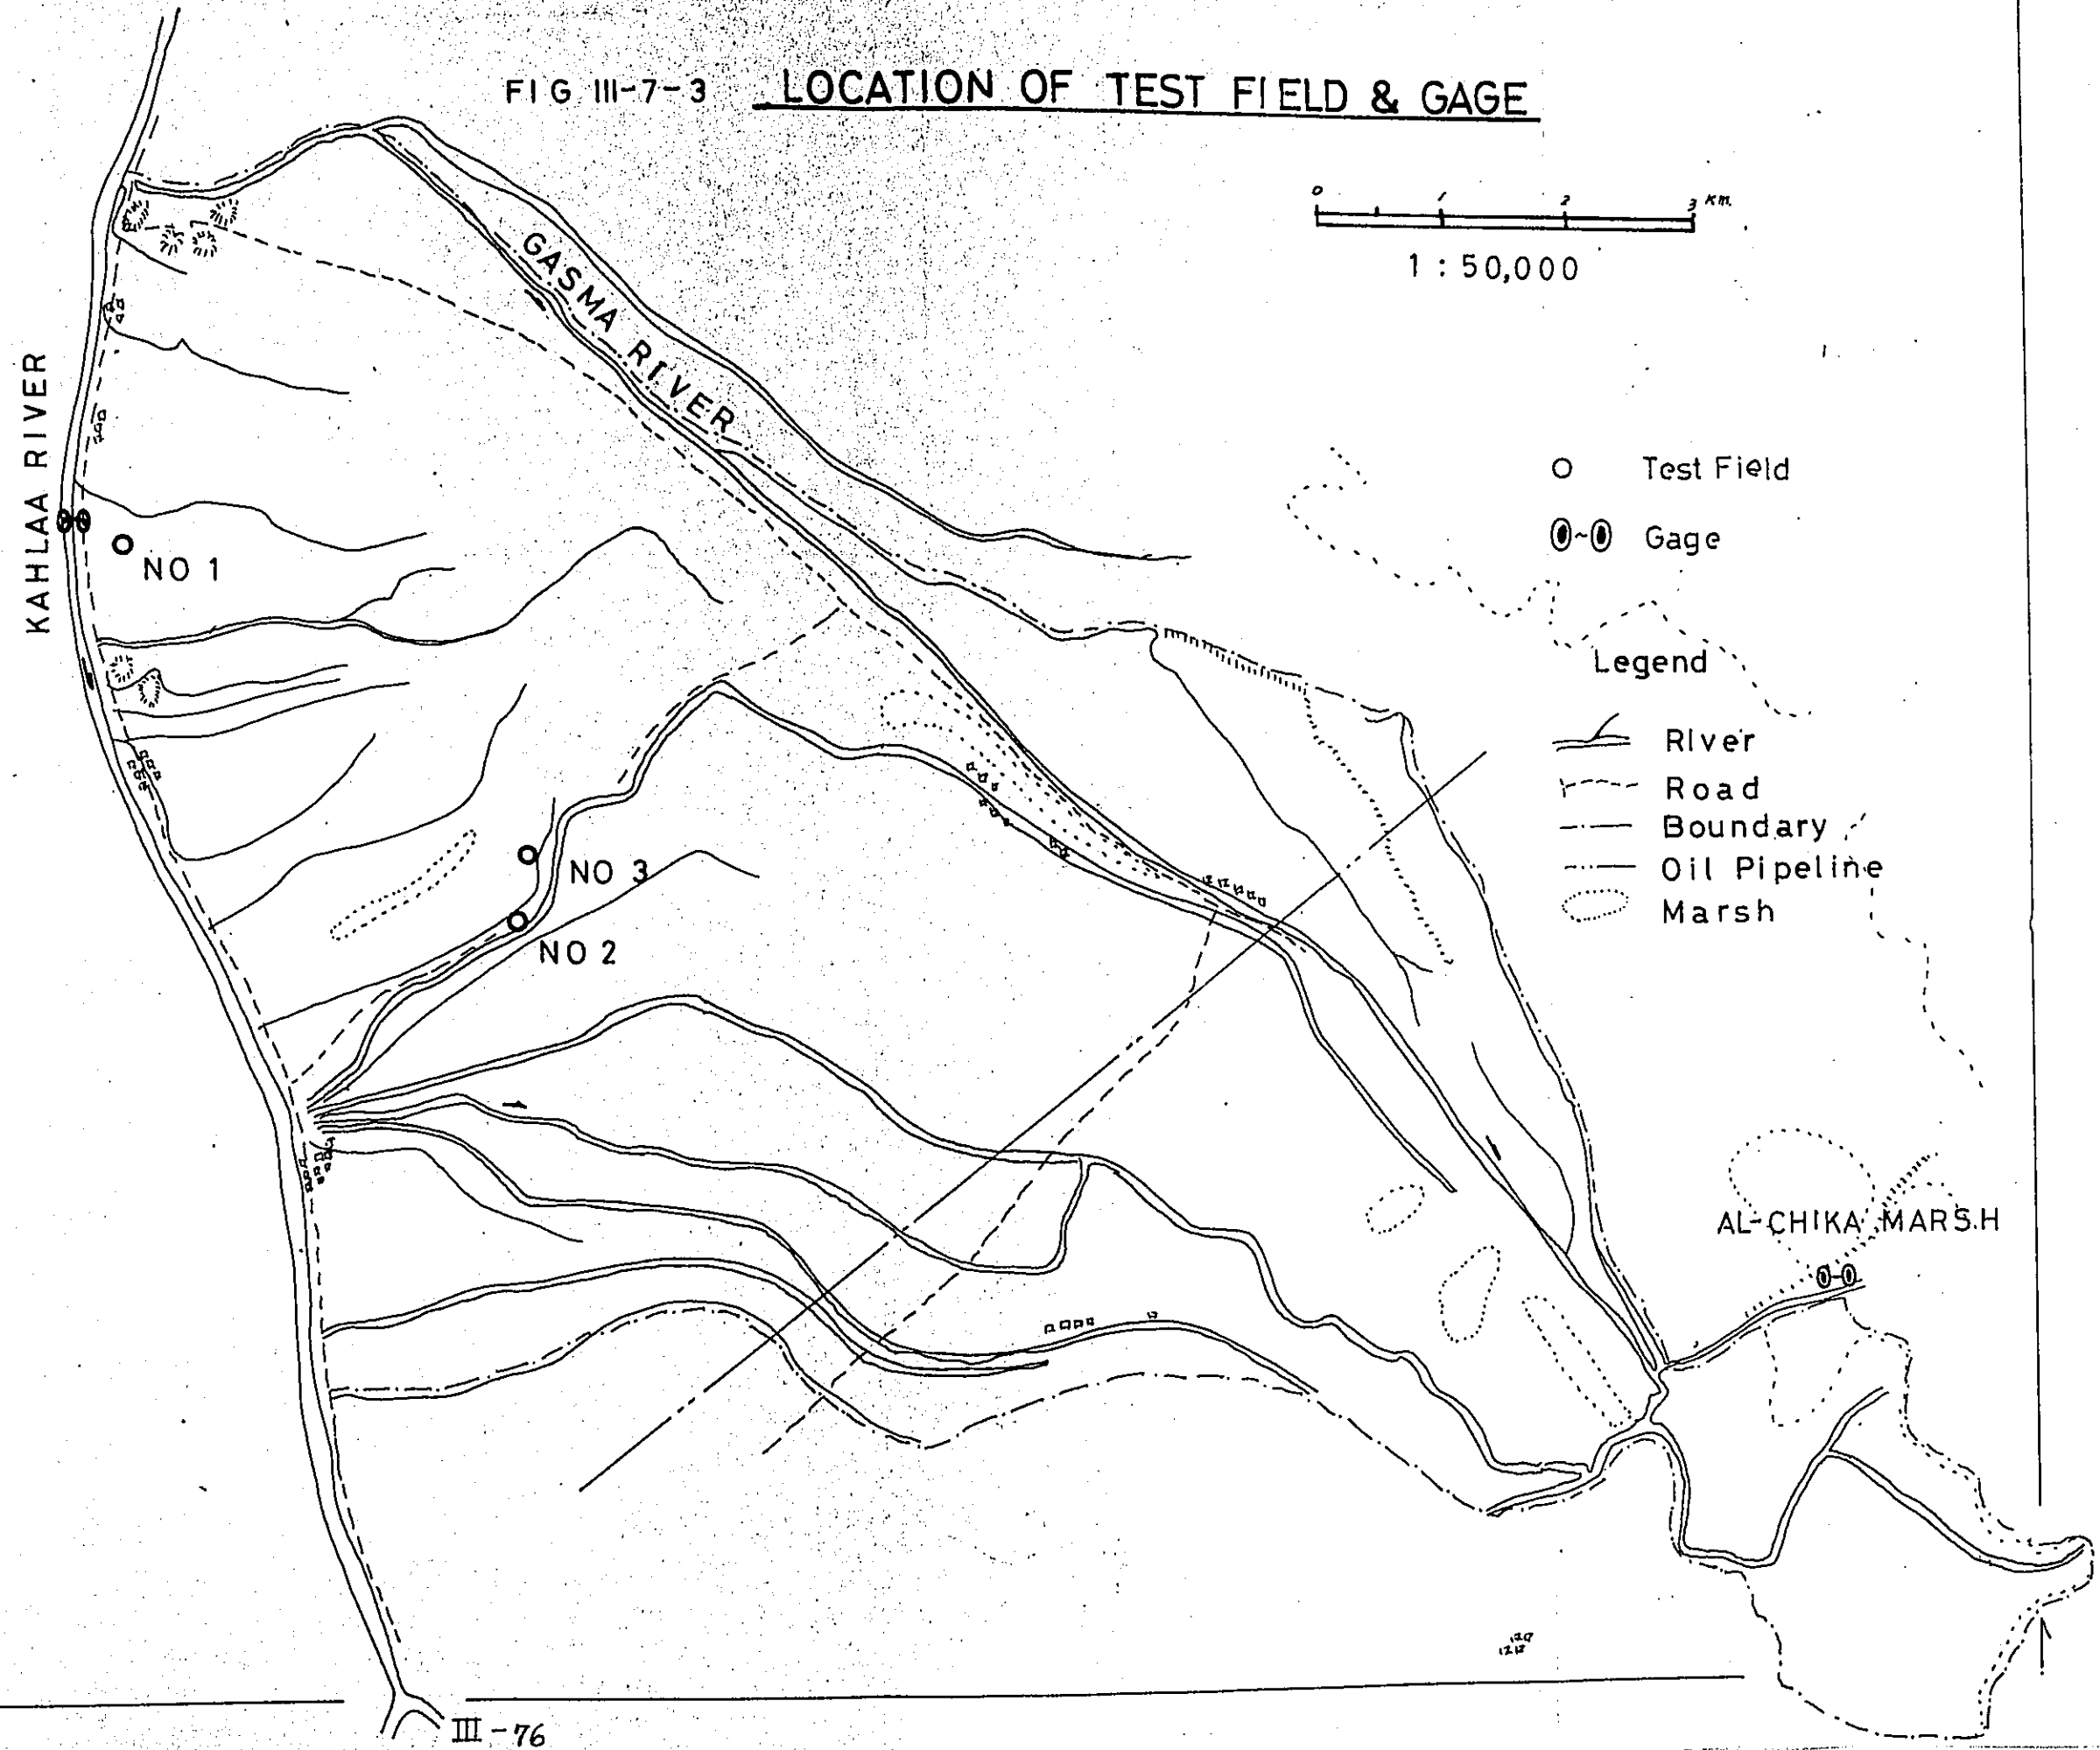 FIG III-7-3 LOCATION OF TEST FIELD & GAGE
0 1 2 3 Km.
1 : 50,000
GASMA RIVER
KAHLAA RIVER
Test Field
Gage
NO 1
Legend
River
Road
Boundary
Oil Pipeline
Marsh
NO 3
NO 2
AL-CHIKA MARSH
III-76